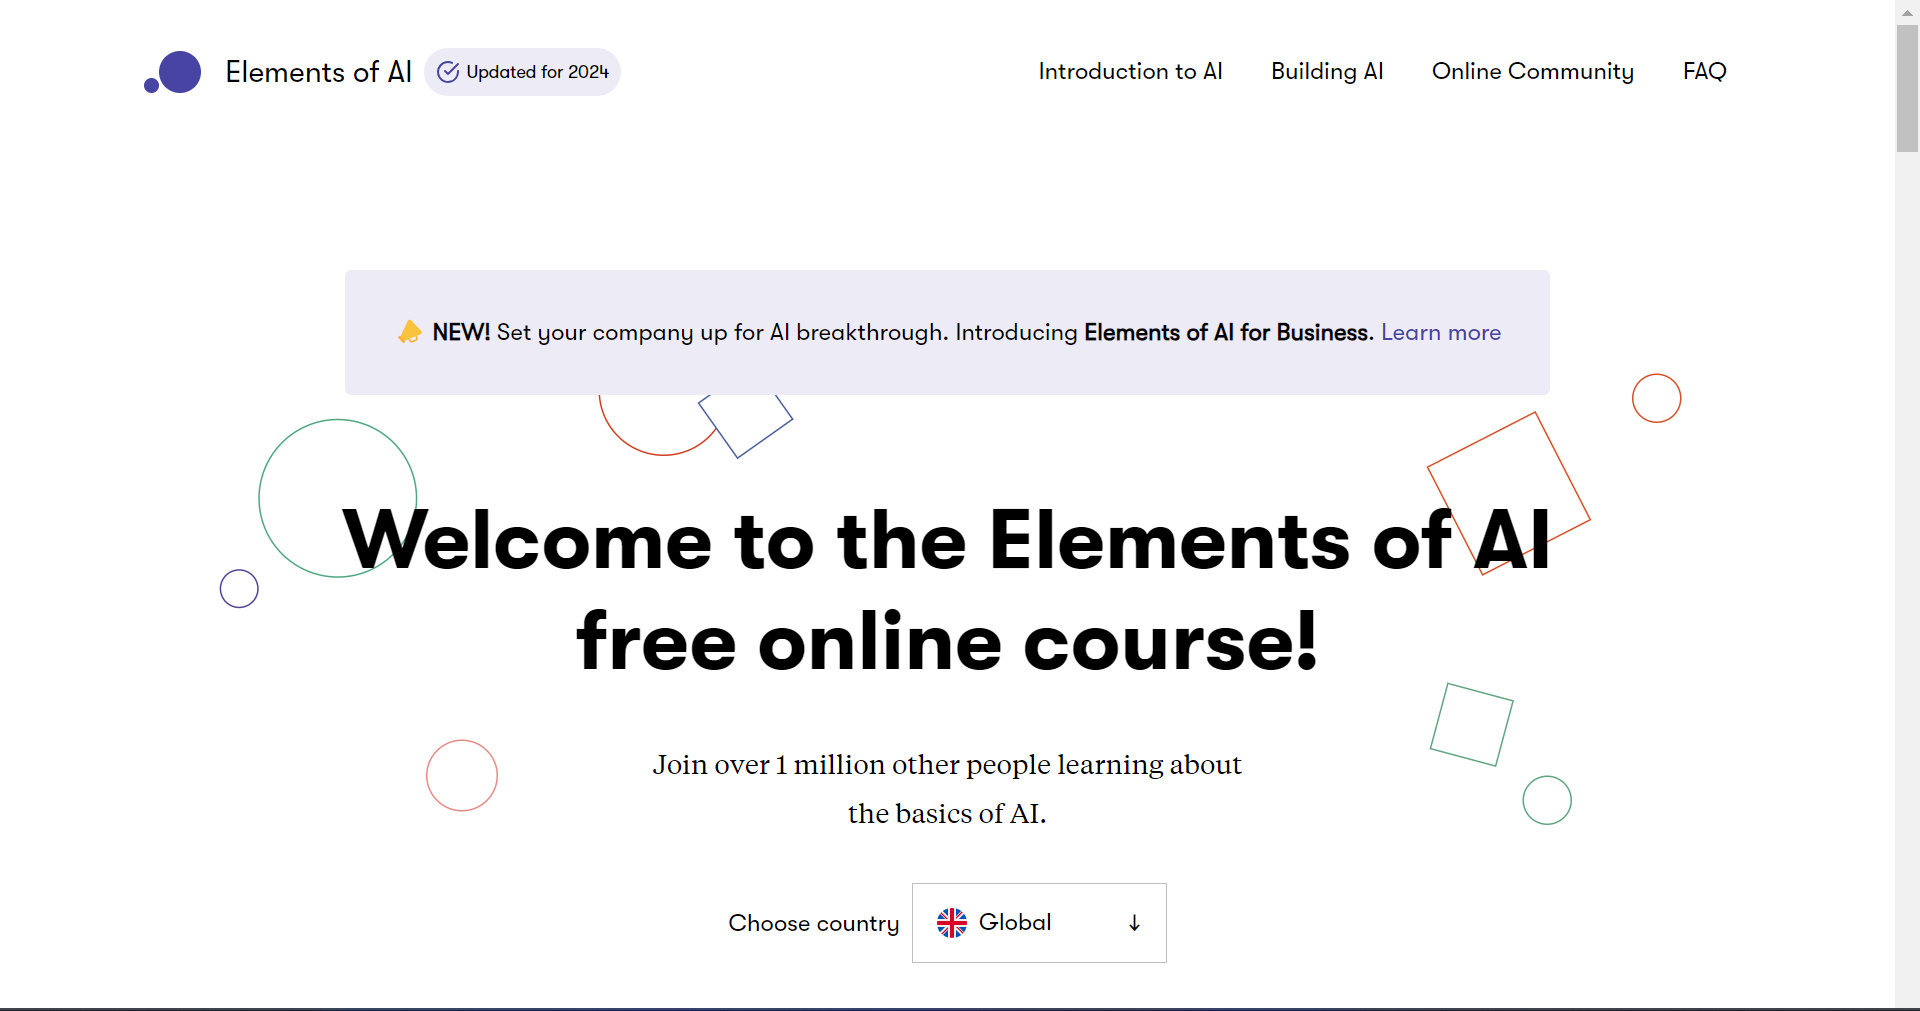 Elements of AI
Updated for 2024
Introduction to AI
Building AI
Online Community
FAQ
NEW! Set your company up for AI breakthrough. Introducing Elements of AI for Business. Learn more
Welcome to the Elements of AI
free online course!
Join over 1 million other people learning about
the basics of AI.
Choose country
Global